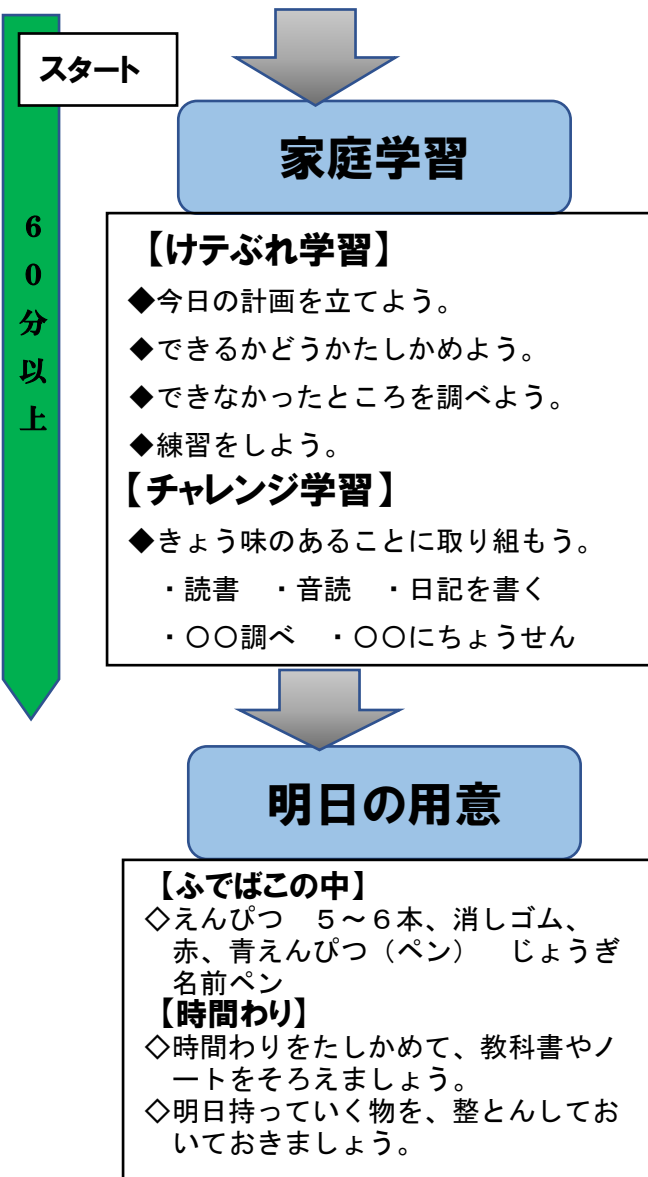 スタート
家庭学習
60分以上
【けテぶれ学習】
◆今日の計画を立てよう。
◆できるかどうかたしかめよう。
◆できなかったところを調べよう。
◆練習をしよう。
【チャレンジ学習】
◆きょう味のあることに取り組もう。
・読書　・音読　・日記を書く
・〇〇調べ　・〇〇にちょうせん
明日の用意
【ふでばこの中】
◇えんぴつ　５～６本、消しゴム、
赤、青えんぴつ（ペン）　じょうぎ
名前ペン
【時間わり】
◇時間わりをたしかめて、教科書やノ
ートをそろえましょう。
◇明日持っていく物を、整とんしてお
いておきましょう。